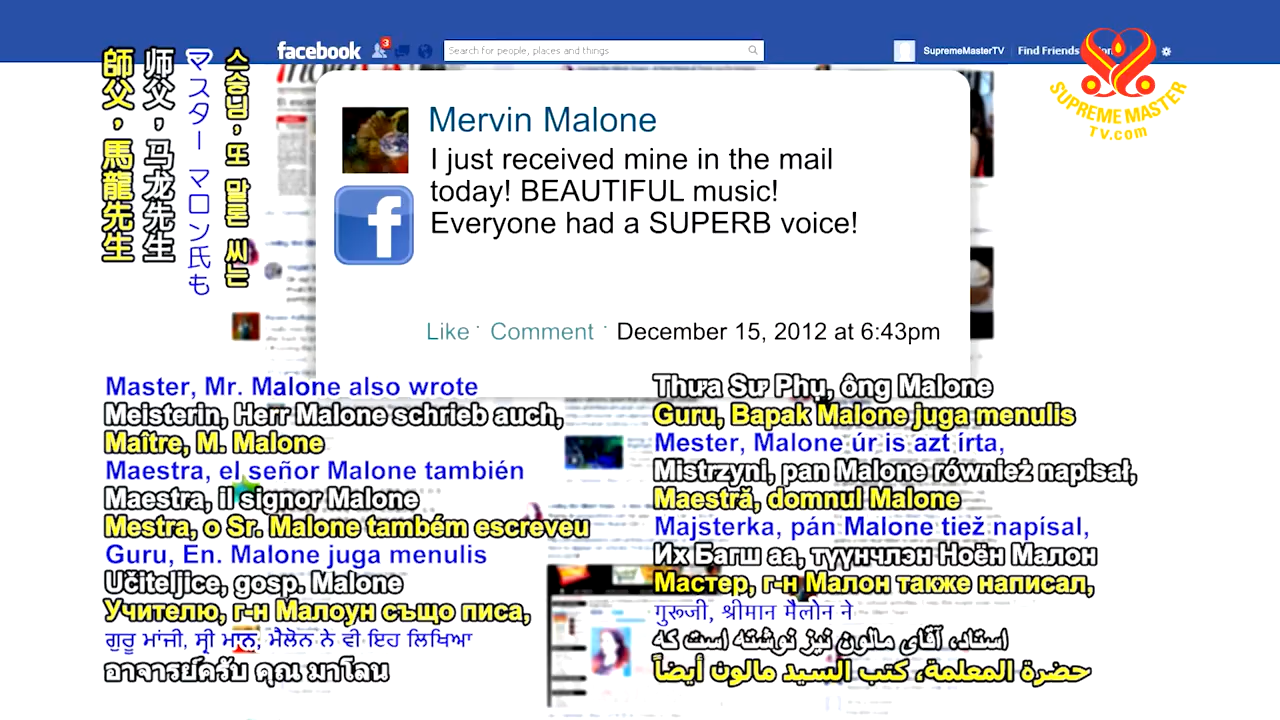 facebook
3
Search for people, places and things
SupremeMasterTV
Find Friends
SUPREME MASTER
TV.com
師父，馬龍先生
师父，马龙先生
マスター マロン氏も
스승님, 또 말론 씨는
Mervin Malone
I just received mine in the mail
today! BEAUTIFUL music!
Everyone had a SUPERB voice!
Like · Comment · December 15, 2012 at 6:43pm
Master, Mr. Malone also wrote
Meisterin, Herr Malone schrieb auch,
Maître, M. Malone
Maestra, el señor Malone también
Maestra, il signor Malone
Mestra, o Sr. Malone também escreveu
Guru, En. Malone juga menulis
Učiteljice, gosp. Malone
Учителю, г-н Малоун също писа,
ਗੁਰੂ ਮਾਂਜੀ, ਸ੍ਰੀ ਮਾਨ, ਮੈਲੋਨ ਨੇ ਵੀ ਇਹ ਲਿਖਿਆ
อาจารย์ครับ คุณ มาโลน
Thưa Sư Phụ, ông Malone
Guru, Bapak Malone juga menulis
Mester, Malone úr is azt írta,
Mistrzyni, pan Malone również napisał,
Maestră, domnul Malone
Majsterka, pán Malone tiež napísal,
Их Багш аа, түүнчлэн Ноён Малон
Мастер, г-н Малон также написал,
गुरूजी, श्रीमान मैलोन ने
استاد، آقای مالون نیز نوشته است که
حضرة المعلمة، كتب السيد مالون أيضاً